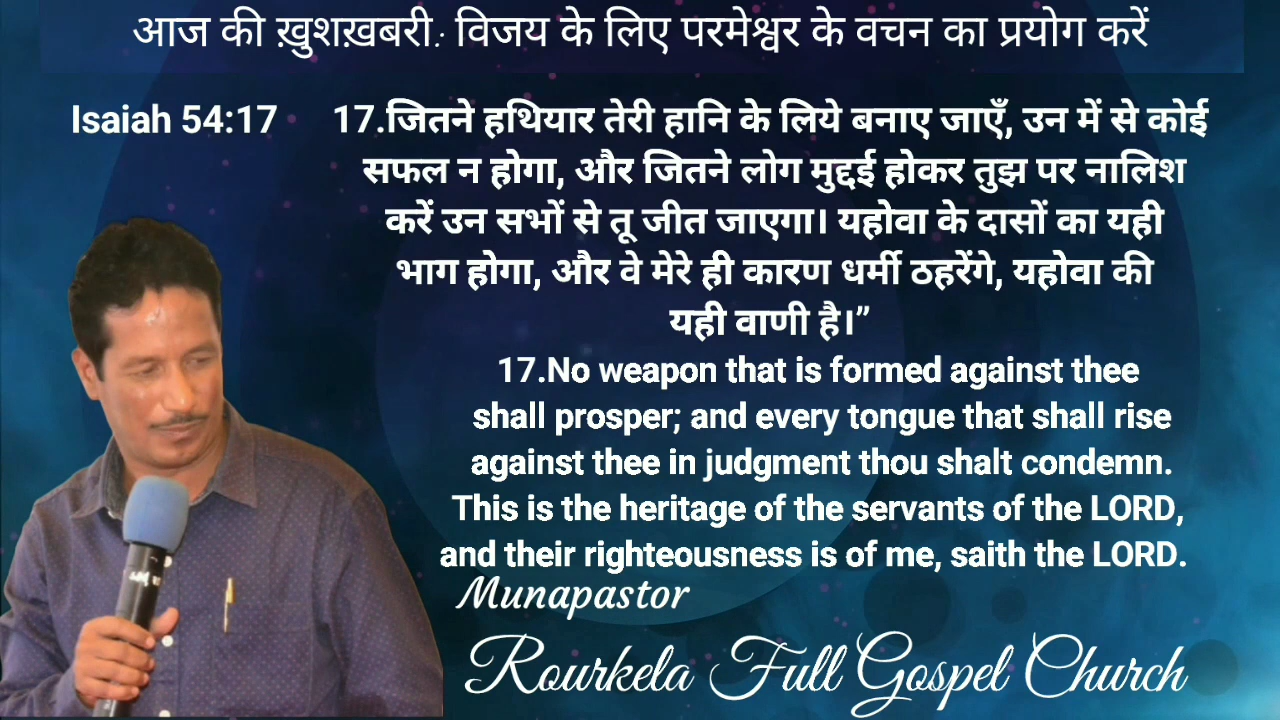 आज की ख़ुशख़बरी: विजय के लिए परमेश्वर के वचन का प्रयोग करें
Isaiah 54:17
17.जितने हथियार तेरी हानि के लिये बनाए जाएँ, उन में से कोई
सफल न होगा, और जितने लोग मुद्दई होकर तुझ पर नालिश
करें उन सभों से तू जीत जाएगा। यहोवा के दासों का यही
भाग होगा, और वे मेरे ही कारण धर्मी ठहरेंगे, यहोवा की
यही वाणी है।”
17.No weapon that is formed against thee
shall prosper; and every tongue that shall rise
against thee in judgment thou shalt condemn.
This is the heritage of the servants of the LORD,
and their righteousness is of me, saith the LORD.
Munapastor
Rourkela Full Gospel Church